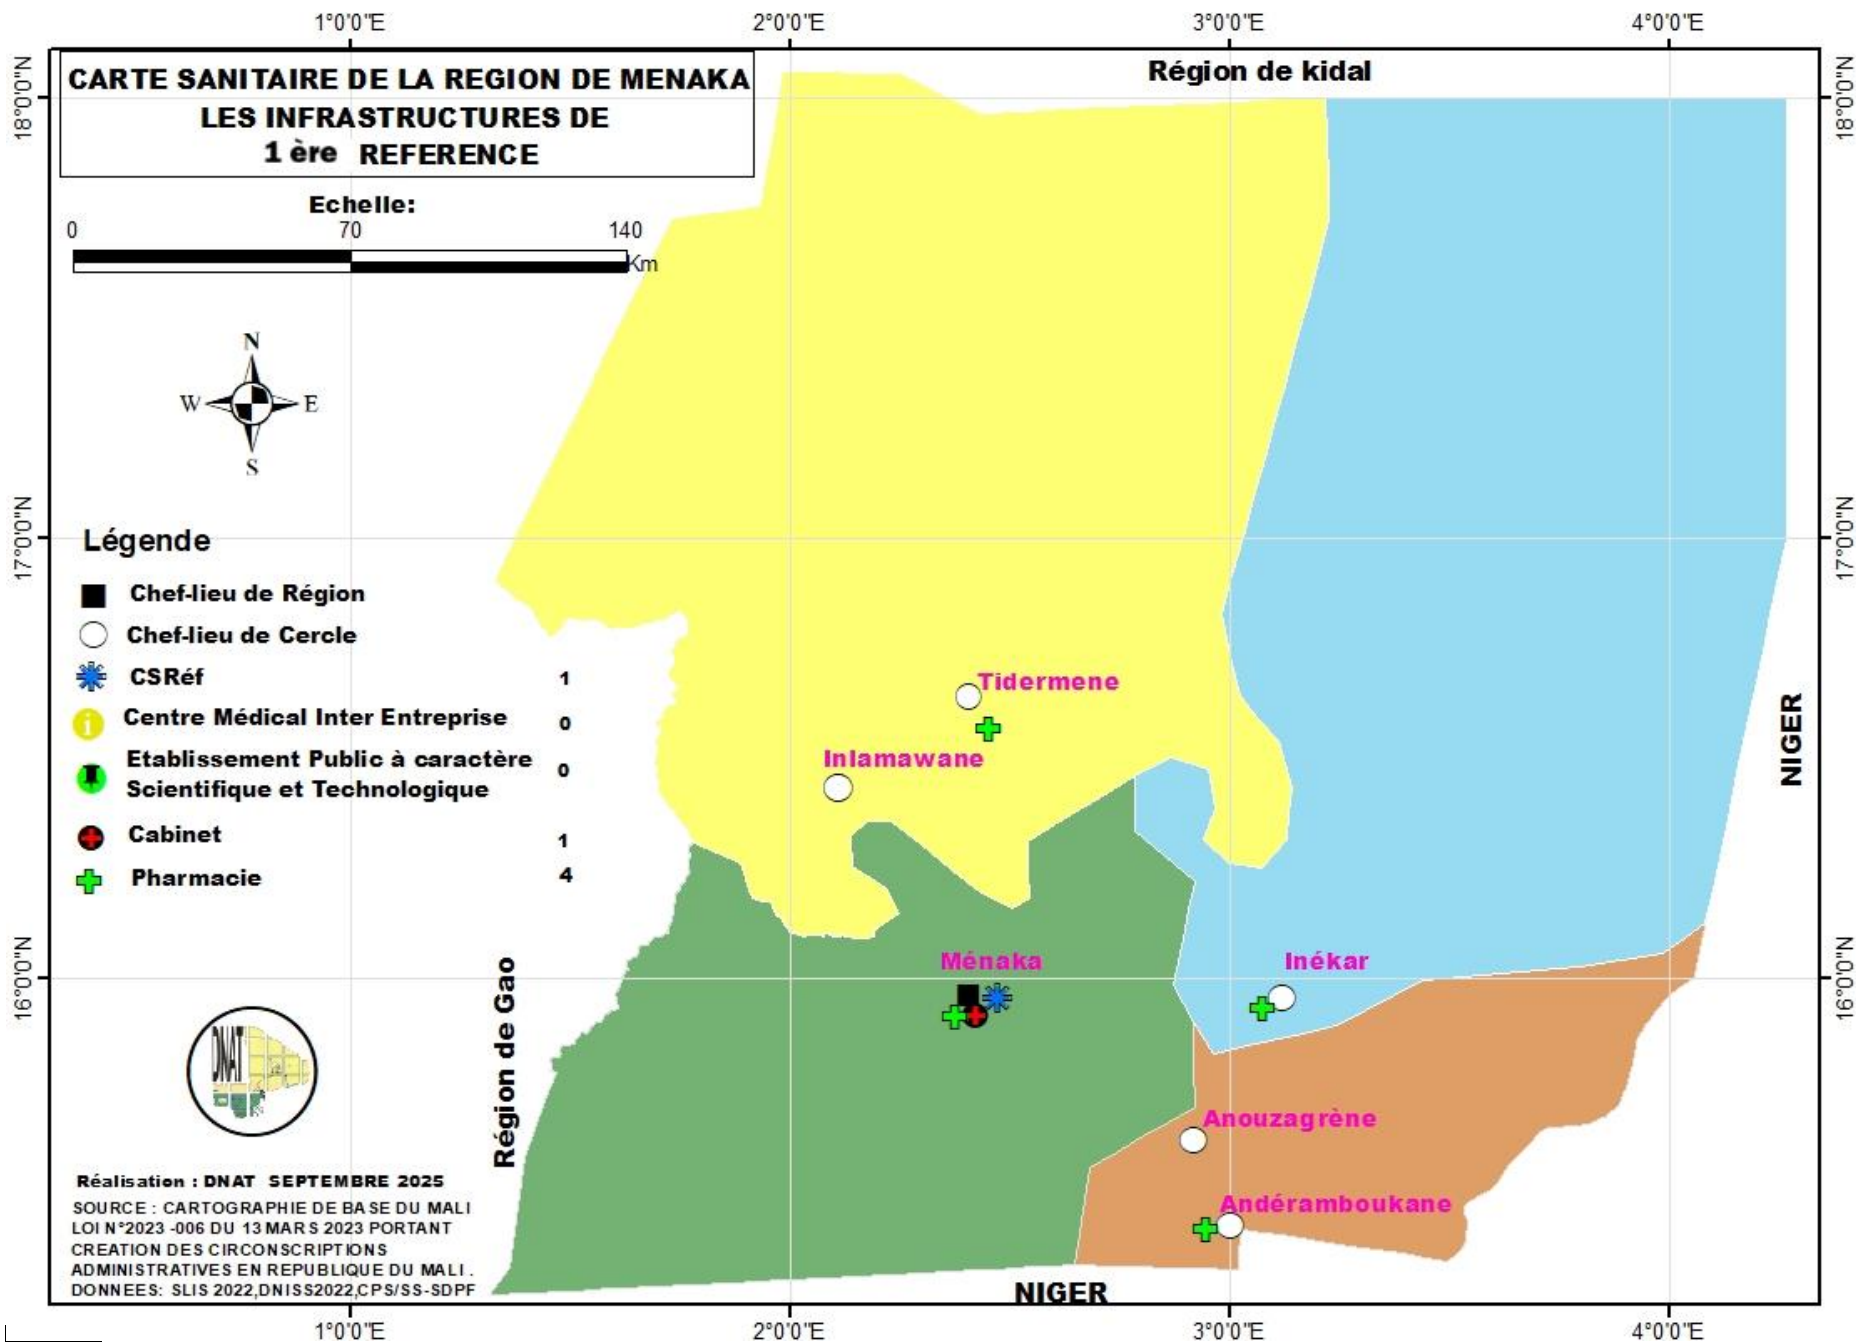 1°0'0"E
2°0'0"E
3°0'0"E
4°0'0"E
CARTE SANITAIRE DE LA REGION DE MENAKA
LES INFRASTRUCTURES DE
1 ère REFERENCE
Région de kidal
18°0'0"N
18°0'0"N
Echelle:
0
70
140
Km
N
W
E
S
17°0'0"N
17°0'0"N
Légende
Chef-lieu de Région
Chef-lieu de Cercle
CSRéf 1
Centre Médical Inter Entreprise 0
Etablissement Public à caractère
Scientifique et Technologique 0
Cabinet 1
Pharmacie 4
Tidermene
Inlamawane
NIGER
Ménaka
Inékar
16°0'0"N
16°0'0"N
Région de Gao
DNAT
Anouzagrène
Andéramboukane
Réalisation : DNAT SEPTEMBRE 2025
SOURCE : CARTOGRAPHIE DE BASE DU MALI
LOI N°2023 -006 DU 13 MARS 2023 PORTANT
CREATION DES CIRCONSCRIPTIONS
ADMINISTRATIVES EN REPUBLIQUE DU MALI .
DONNEES: SLIS 2022,DNISS2022,CPS/SS-SDPF
NIGER
1°0'0"E
2°0'0"E
3°0'0"E
4°0'0"E